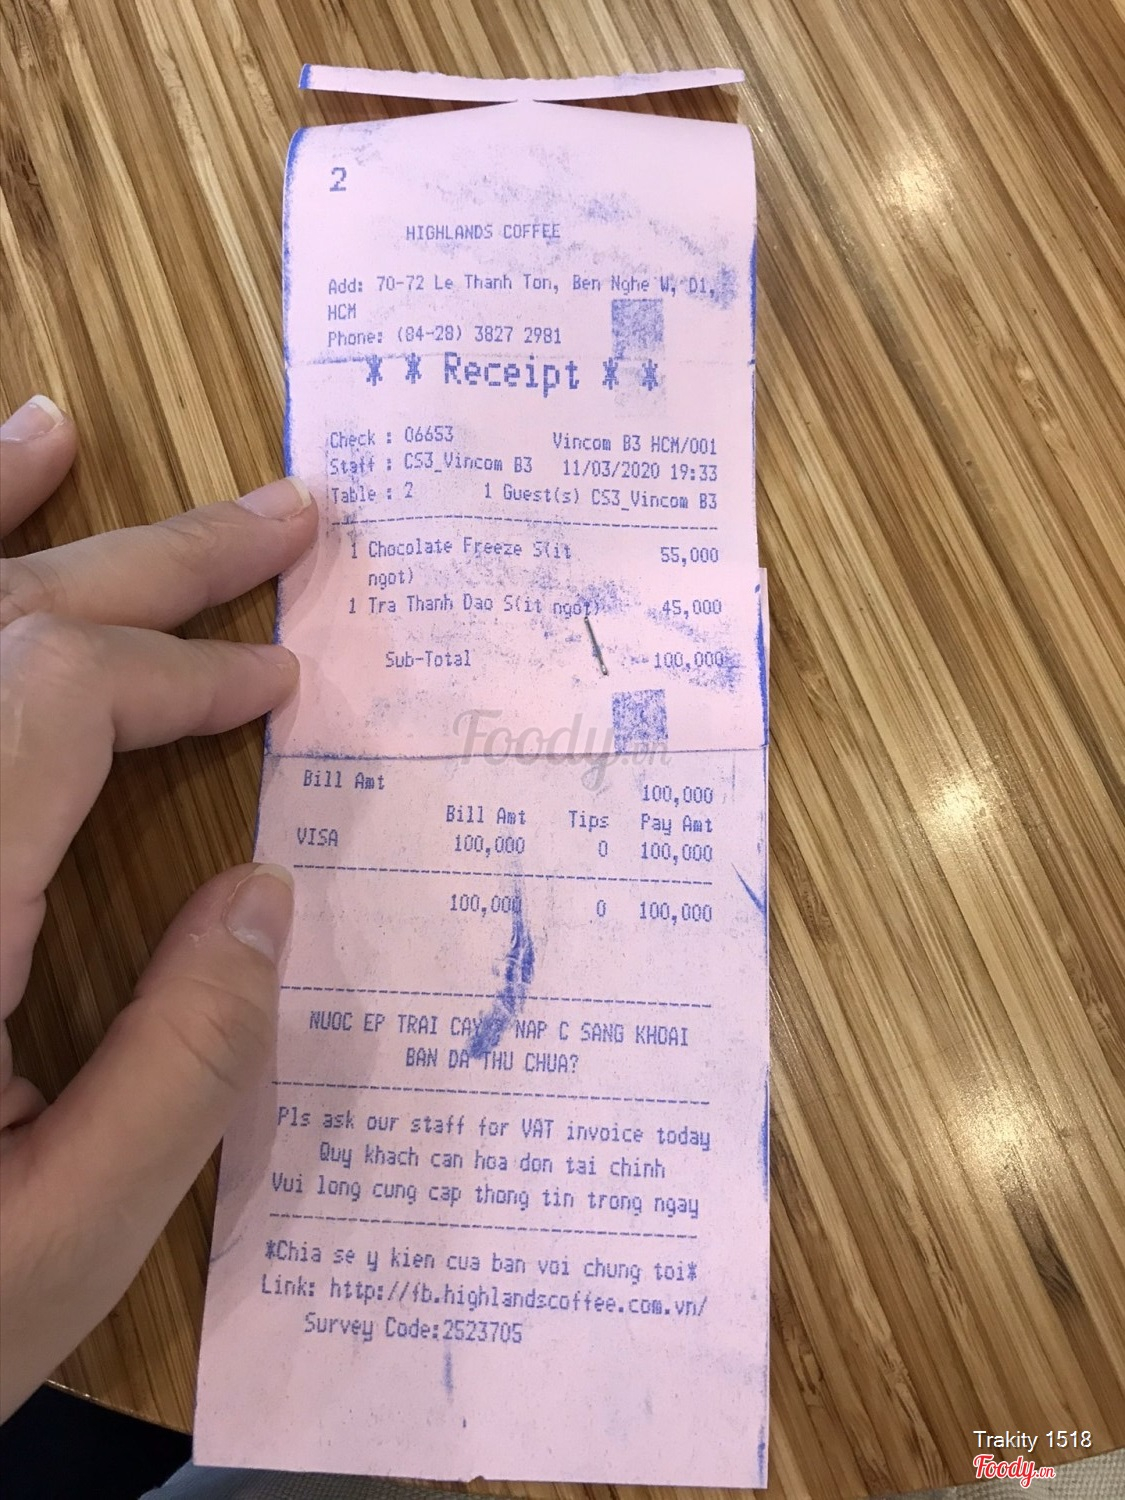 2
HIGHLANDS COFFEE
Add: 70-72 Le Thanh Ton, Ben Nghe W, D1,
HCM
Phone: (84-28) 3827 2981
* * Receipt * *
Check : 06653 Vincom B3 HCM/001
Staff : CS3_Vincom B3 11/03/2020 19:33
Table : 2 1 Guest(s) CS3_Vincom B3
1 Chocolate Freeze S(it 55,000
ngot)
1 Tra Thanh Dao S(it ngot) 45,000
Sub-Total 100,000
Foody.vn
Bill Amt 100,000
Bill Amt Tips Pay Amt
VISA 100,000 0 100,000
100,000 0 100,000
NUOC EP TRAI CAY NAP C SANG KHOAI
BAN DA THU CHUA?
Pls ask our staff for VAT invoice today
Quy khach can hoa don tai chinh
Vui long cung cap thong tin trong ngay
*Chia se y kien cua ban voi chung toi*
Link: http://fb.highlandscoffee.com.vn/
Survey Code:2523705
Trakity 1518
Foody.vn